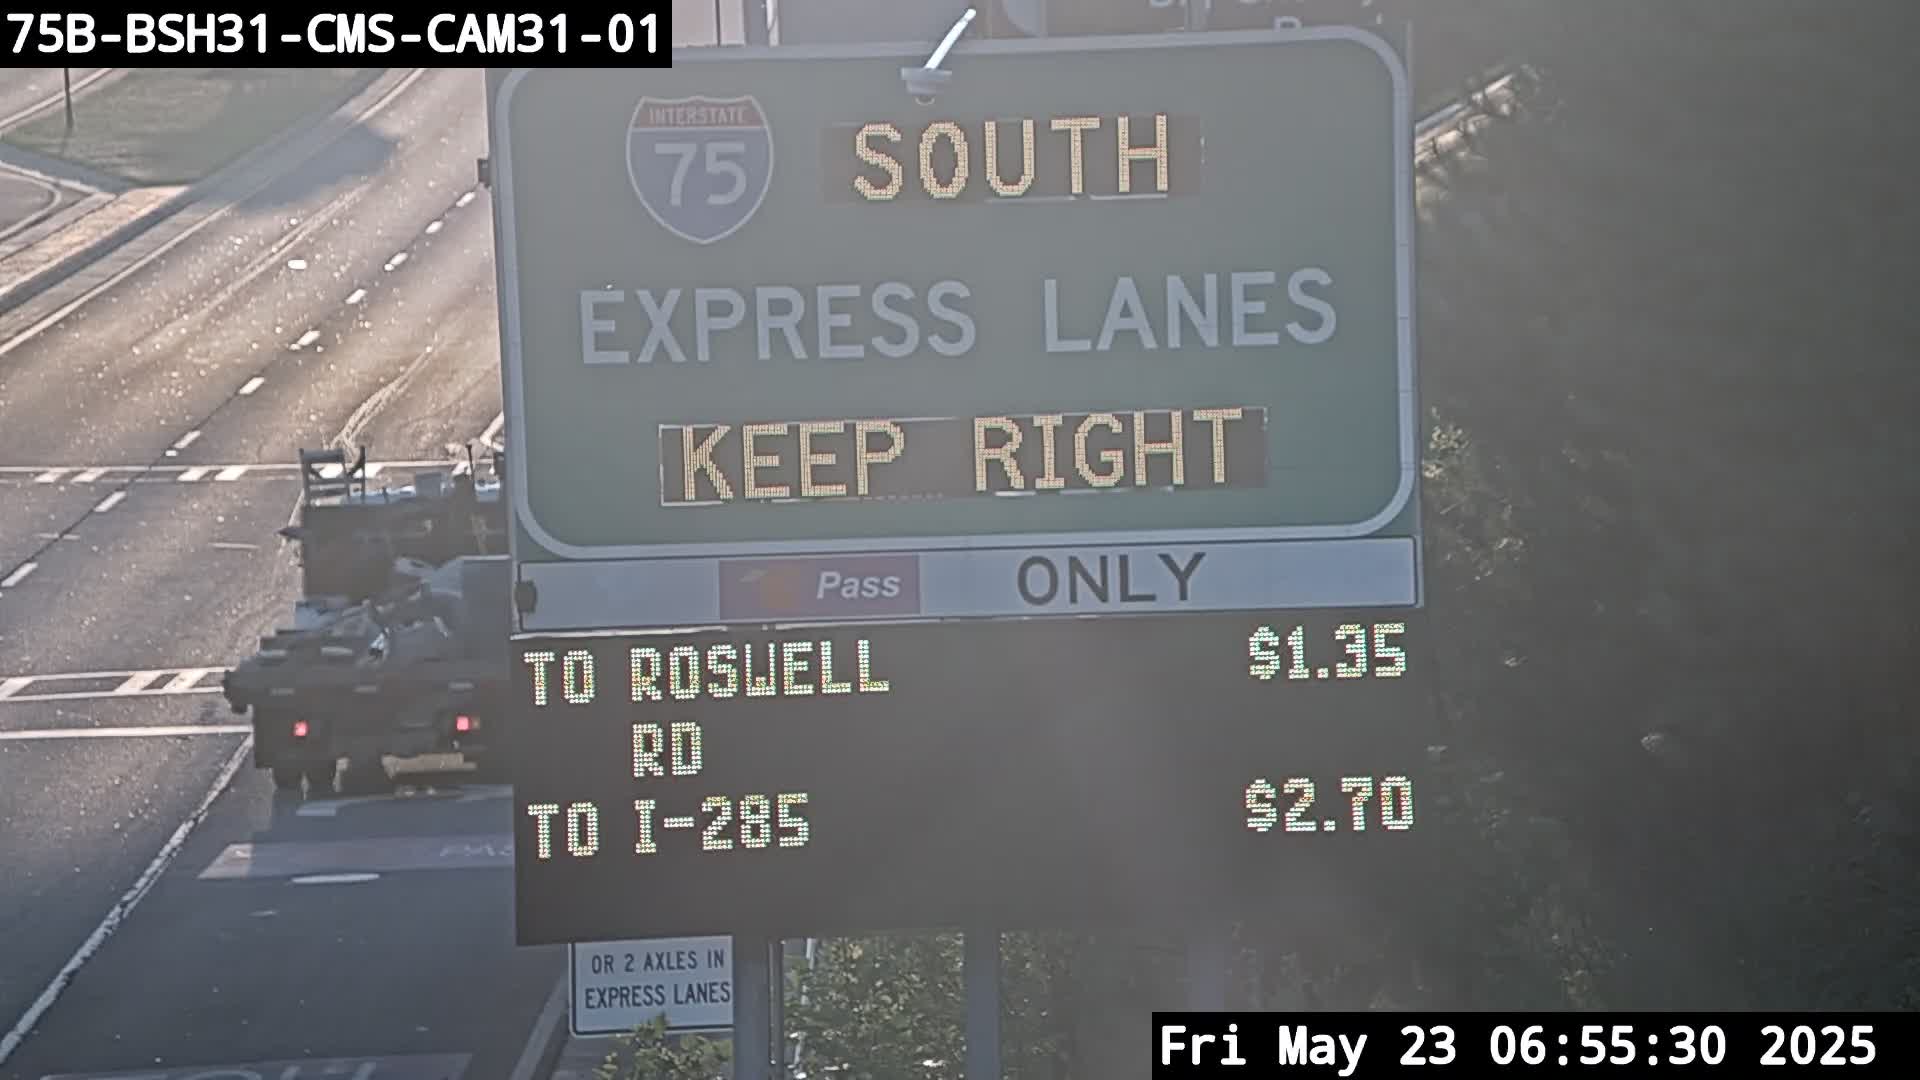 75B-BSH31-CMS-CAM31-01
INTERSTATE
75
SOUTH
EXPRESS LANES
KEEP RIGHT
Pass ONLY
TO ROSWELL $1.35
RD
TO I-285 $2.70
OR 2 AXLES IN
EXPRESS LANES
Fri May 23 06:55:30 2025